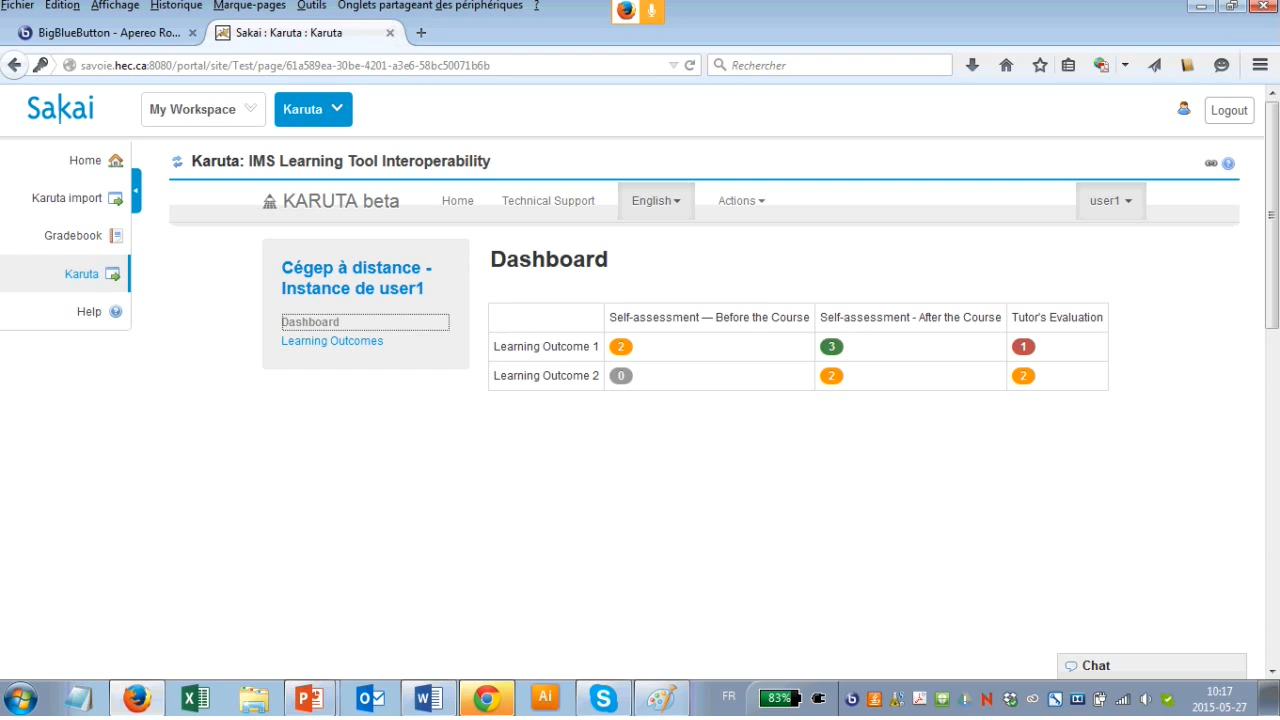 Fichier Edition Affichage Historique Marque-pages Outils Onglets partageant des périphériques ?
BigBlueButton - Apereo Ro... × Sakai : Karuta : Karuta × +
savoie.hec.ca:8080/portal/site/Test/page/61a589ea-30be-4201-a3e6-58bc50071b6b
Rechercher
Sakai
My Workspace
Karuta
Logout
Home
Karuta import
Gradebook
Karuta
Help
Karuta: IMS Learning Tool Interoperability
KARUTA beta Home Technical Support English Actions user1
Cégep à distance -
Instance de user1
Dashboard
Learning Outcomes
Dashboard
Self-assessment — Before the Course Self-assessment - After the Course Tutor's Evaluation
Learning Outcome 1 2 3 1
Learning Outcome 2 0 2 2
Chat
FR
83%
10:17
2015-05-27